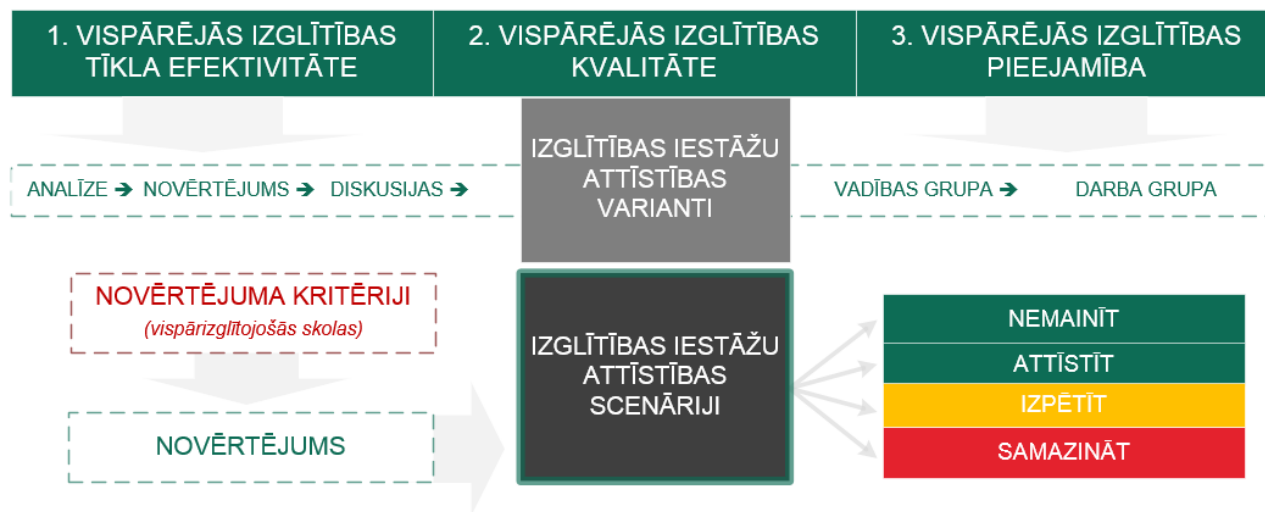 1. VISPĀRĒJĀS IZGLĪTĪBAS
TĪKLA EFEKTIVITĀTE
2. VISPĀRĒJĀS IZGLĪTĪBAS
KVALITĀTE
3. VISPĀRĒJĀS IZGLĪTĪBAS
PIEEJAMĪBA
IZGLĪTĪBAS IESTĀŽU
ATTĪSTĪBAS
VARIANTI
ANALĪZE ➔ NOVĒRTĒJUMS ➔ DISKUSIJAS ➔
VADĪBAS GRUPA ➔ DARBA GRUPA
NOVĒRTĒJUMA KRITĒRIJI
(vispārizglītojošās skolas)
NOVĒRTĒJUMS
IZGLĪTĪBAS IESTĀŽU
ATTĪSTĪBAS
SCENĀRIJI
NEMAINĪT
ATTĪSTĪT
IZPĒTĪT
SAMAZINĀT